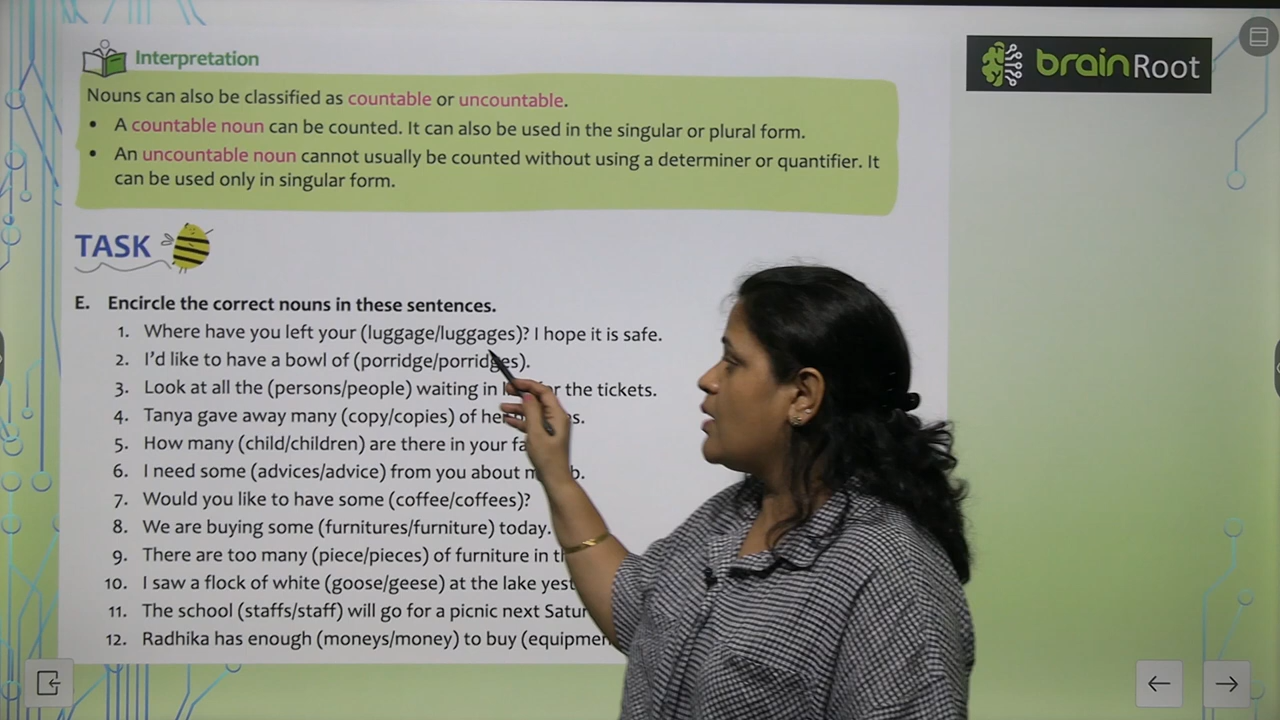 Interpretation
brainRoot
Nouns can also be classified as countable or uncountable.
• A countable noun can be counted. It can also be used in the singular or plural form.
• An uncountable noun cannot usually be counted without using a determiner or quantifier. It
can be used only in singular form.
TASK
E. Encircle the correct nouns in these sentences.
1. Where have you left your (luggage/luggages)? I hope it is safe.
2. I'd like to have a bowl of (porridge/porridges).
3. Look at all the (persons/people) waiting in for the tickets.
4. Tanya gave away many (copy/copies) of
5. How many (child/children) are there in your
6. I need some (advices/advice) from you about
7. Would you like to have some (coffee/coffees)?
8. We are buying some (furnitures/furniture) today.
9. There are too many (piece/pieces) of furniture in
10. I saw a flock of white (goose/geese) at the lake
11. The school (staffs/staff) will go for a picnic next
12. Radhika has enough (moneys/money) to buy